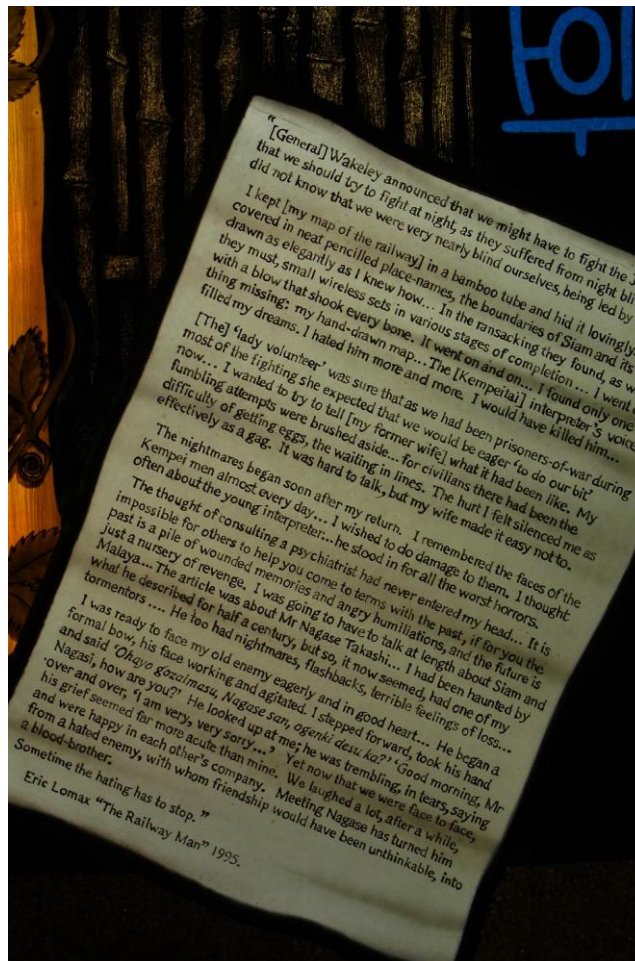 "
[General] Wakeley announced that we might have to fight the
that we should try to fight at night, as they suffered from night
did not know that we were very nearly blind ourselves, being led by
I kept [my map of the railway] in a bamboo tube and hid it lovingly.
covered in neat pencilled place-names, the boundaries of Siam and its
drawn as elegantly as I knew how... In the ransacking they found, as
they must, small wireless sets in various stages of completion... I went
with a blow that shook every bone. It went on and on... I found only one
thing missing: my hand-drawn map... The [Kempeitai] interpreter's voice
filled my dreams. I hated him more and more. I would have killed him...
[The] 'lady volunteer' was sure that as we had been prisoners-of-war during
most of the fighting she expected that we would be eager 'to do our bit'
now... I wanted to try to tell [my former wife] what it had been like. My
fumbling attempts were brushed aside... for civilians there had been the
difficulty of getting eggs, the waiting in lines. The hurt I felt silenced me as
effectively as a gag. It was hard to talk, but my wife made it easy not to.
The nightmares began soon after my return. I remembered the faces of the
Kempei men almost every day... I wished to do damage to them. I thought
often about the young interpreter...he stood in for all the worst horrors.
The thought of consulting a psychiatrist had never entered my head... It is
impossible for others to help you come to terms with the past, if for you the
past is a pile of wounded memories and angry humiliations, and the future is
just a nursery of revenge. I was going to have to talk at length about Siam and
Malaya... The article was about Mr Nagase Takashi... I had been haunted by
what he described for half a century, but so, it now seemed, had one of my
tormentors .... He too had nightmares, flashbacks, terrible feelings of loss...
I was ready to face my old enemy eagerly and in good heart... He began a
formal bow, his face working and agitated. I stepped forward, took his hand
and said 'Ohayo gozaimasu, Nagase san, ogenki desu ka?' 'Good morning, Mr
Nagasi, how are you?' He looked up at me; he was trembling, in tears, saying
'over and over, 'I am very, very sorry...' Yet now that we were face to face,
his grief seemed far more acute than mine. We laughed a lot, after a while,
and were happy in each other's company. Meeting Nagase has turned him
from a hated enemy, with whom friendship would have been unthinkable, into
a blood-brother.
Sometime the hating has to stop. "
Eric Lomax "The Railway Man" 1995.